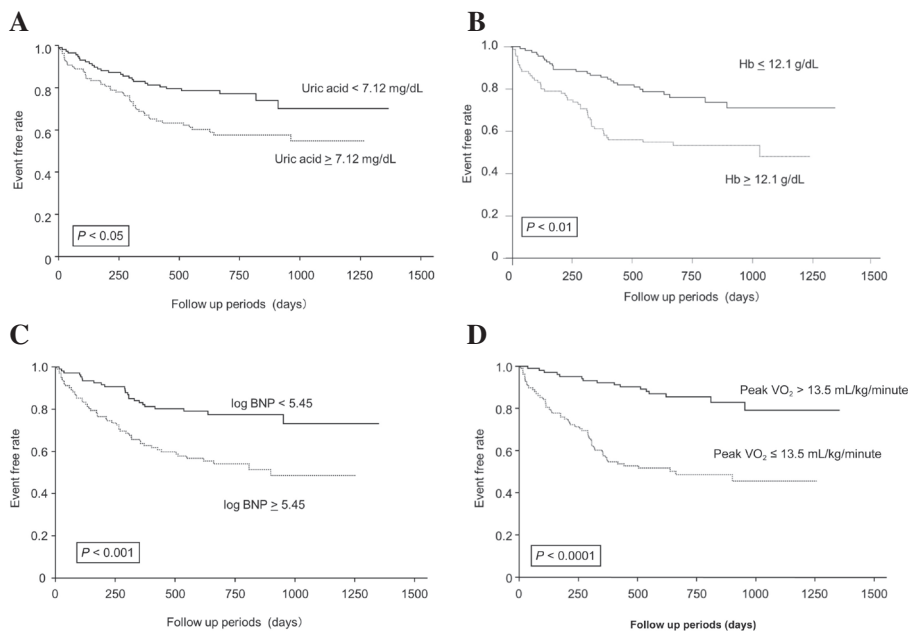 A
Event free rate
1.0
0.8
0.6
0.4
0.2
0
Uric acid < 7.12 mg/dL
Uric acid ≥ 7.12 mg/dL
P < 0.05
0 250 500 750 1000 1250 1500
Follow up periods (days)
B
Event free rate
1.0
0.8
0.6
0.4
0.2
0
Hb ≤ 12.1 g/dL
Hb ≥ 12.1 g/dL
P < 0.01
0 250 500 750 1000 1250 1500
Follow up periods (days)
C
Event free rate
1.0
0.8
0.6
0.4
0.2
0
log BNP < 5.45
log BNP ≥ 5.45
P < 0.001
0 250 500 750 1000 1250 1500
Follow up periods (days)
D
Event free rate
1.0
0.8
0.6
0.4
0.2
0
Peak VO₂ > 13.5 mL/kg/minute
Peak VO₂ ≤ 13.5 mL/kg/minute
P < 0.0001
0 250 500 750 1000 1250 1500
Follow up periods (days)